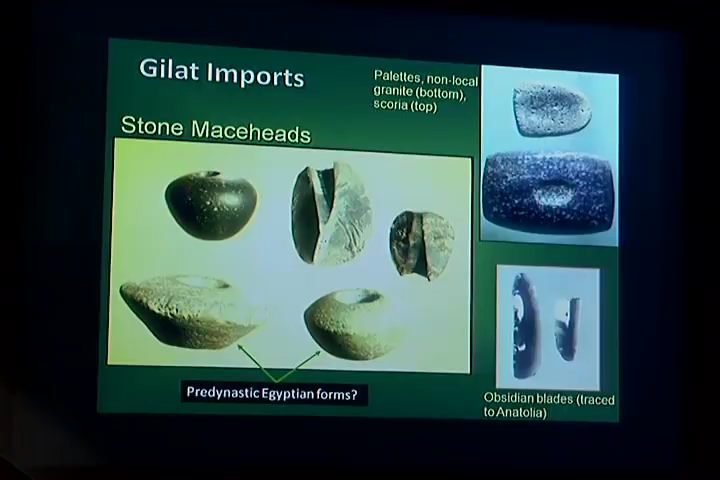 Gilat Imports
Palettes, non-local
granite (bottom),
scoria (top)
Stone Maceheads
Predynastic Egyptian forms?
Obsidian blades (traced
to Anatolia)